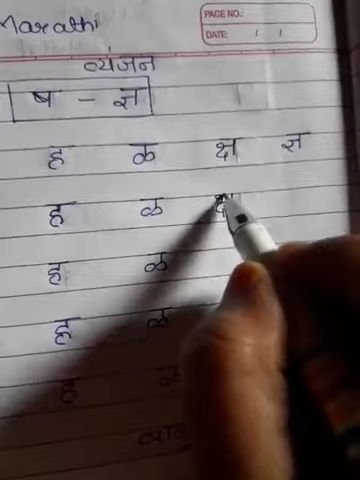 Marathi
PAGE NO.:
DATE: / /
व्यंजन
ष - ज्ञ
ह ळ क्ष ज्ञ
ह ळ क्ष
ह ळ
ह ळ
ह